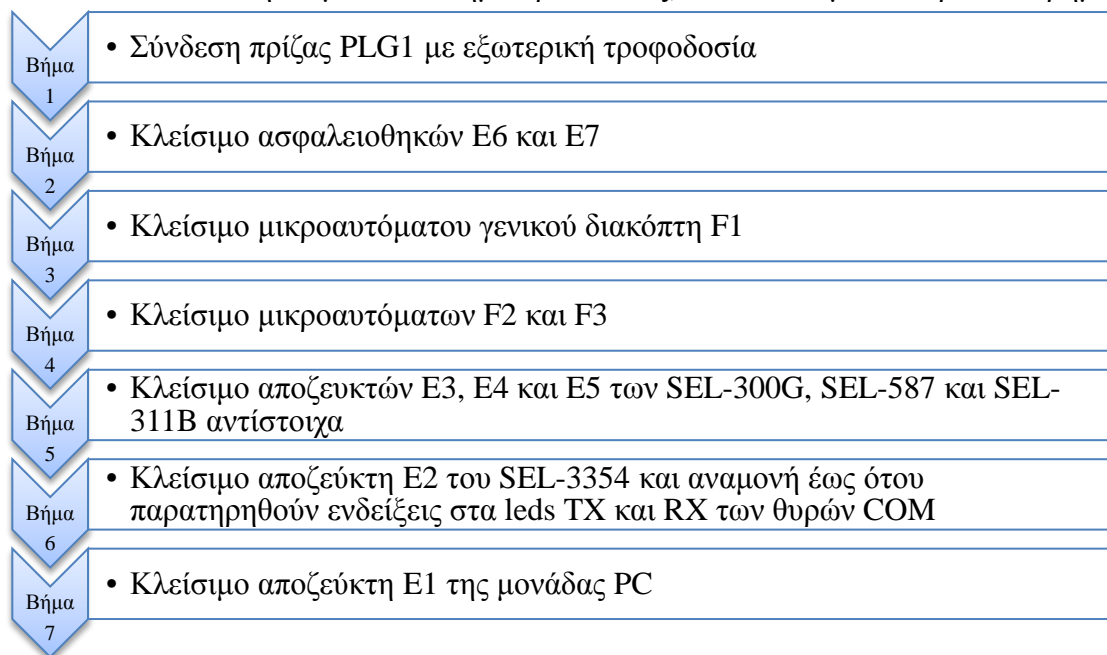 Βήμα
1
• Σύνδεση πρίζας PLG1 με εξωτερική τροφοδοσία
Βήμα
2
• Κλείσιμο ασφαλειοθηκών E6 και E7
Βήμα
3
• Κλείσιμο μικροαυτόματου γενικού διακόπτη F1
Βήμα
4
• Κλείσιμο μικροαυτόματων F2 και F3
Βήμα
5
• Κλείσιμο αποζευκτών E3, E4 και E5 των SEL-300G, SEL-587 και SEL-
311B αντίστοιχα
Βήμα
6
• Κλείσιμο αποζεύκτη E2 του SEL-3354 και αναμονή έως ότου
παρατηρηθούν ενδείξεις στα leds TX και RX των θυρών COM
Βήμα
7
• Κλείσιμο αποζεύκτη E1 της μονάδας PC